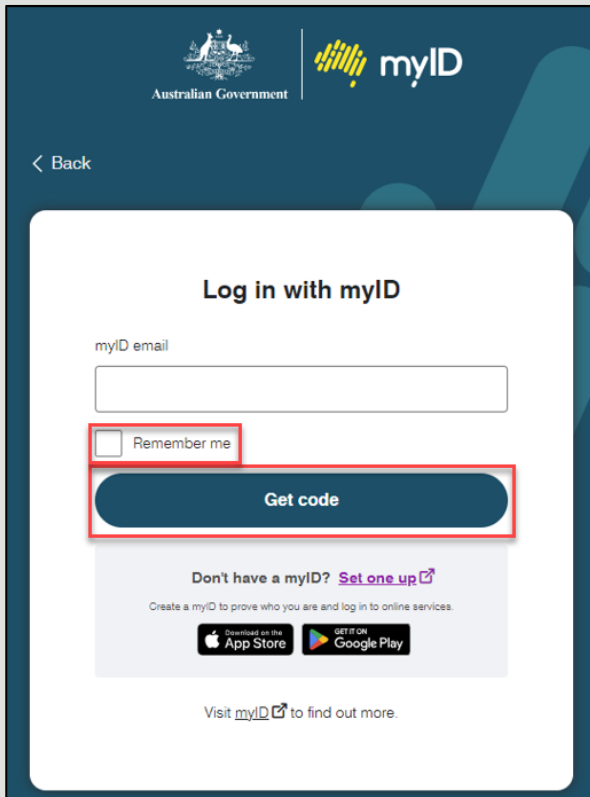 Australian Government
myID
Back
Log in with myID
myID email
Remember me
Get code
Don't have a myID? Set one up
Create a myID to prove who you are and log in to online services.
Download on the
App Store
GET IT ON
Google Play
Visit myID to find out more.